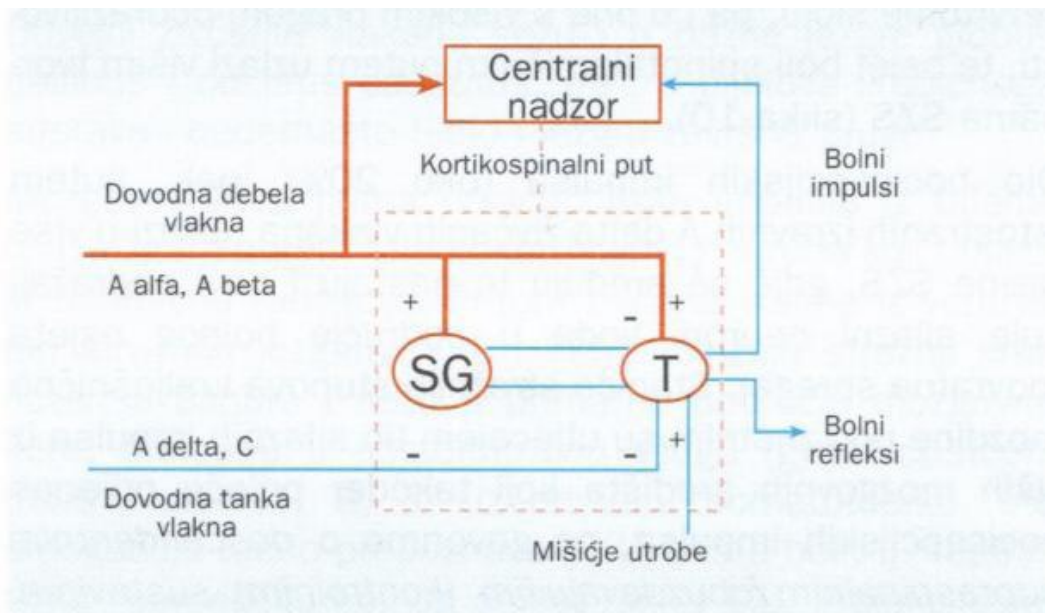 Centralni
nadzor
Kortikospinalni put
Bolni
impulsi
Dovodna debela
vlakna
A alfa, A beta
+
+
-
SG
T
A delta, C
-
-
+
Bolni
refleksi
Dovodna tanka
vlakna
Mišićje utrobe